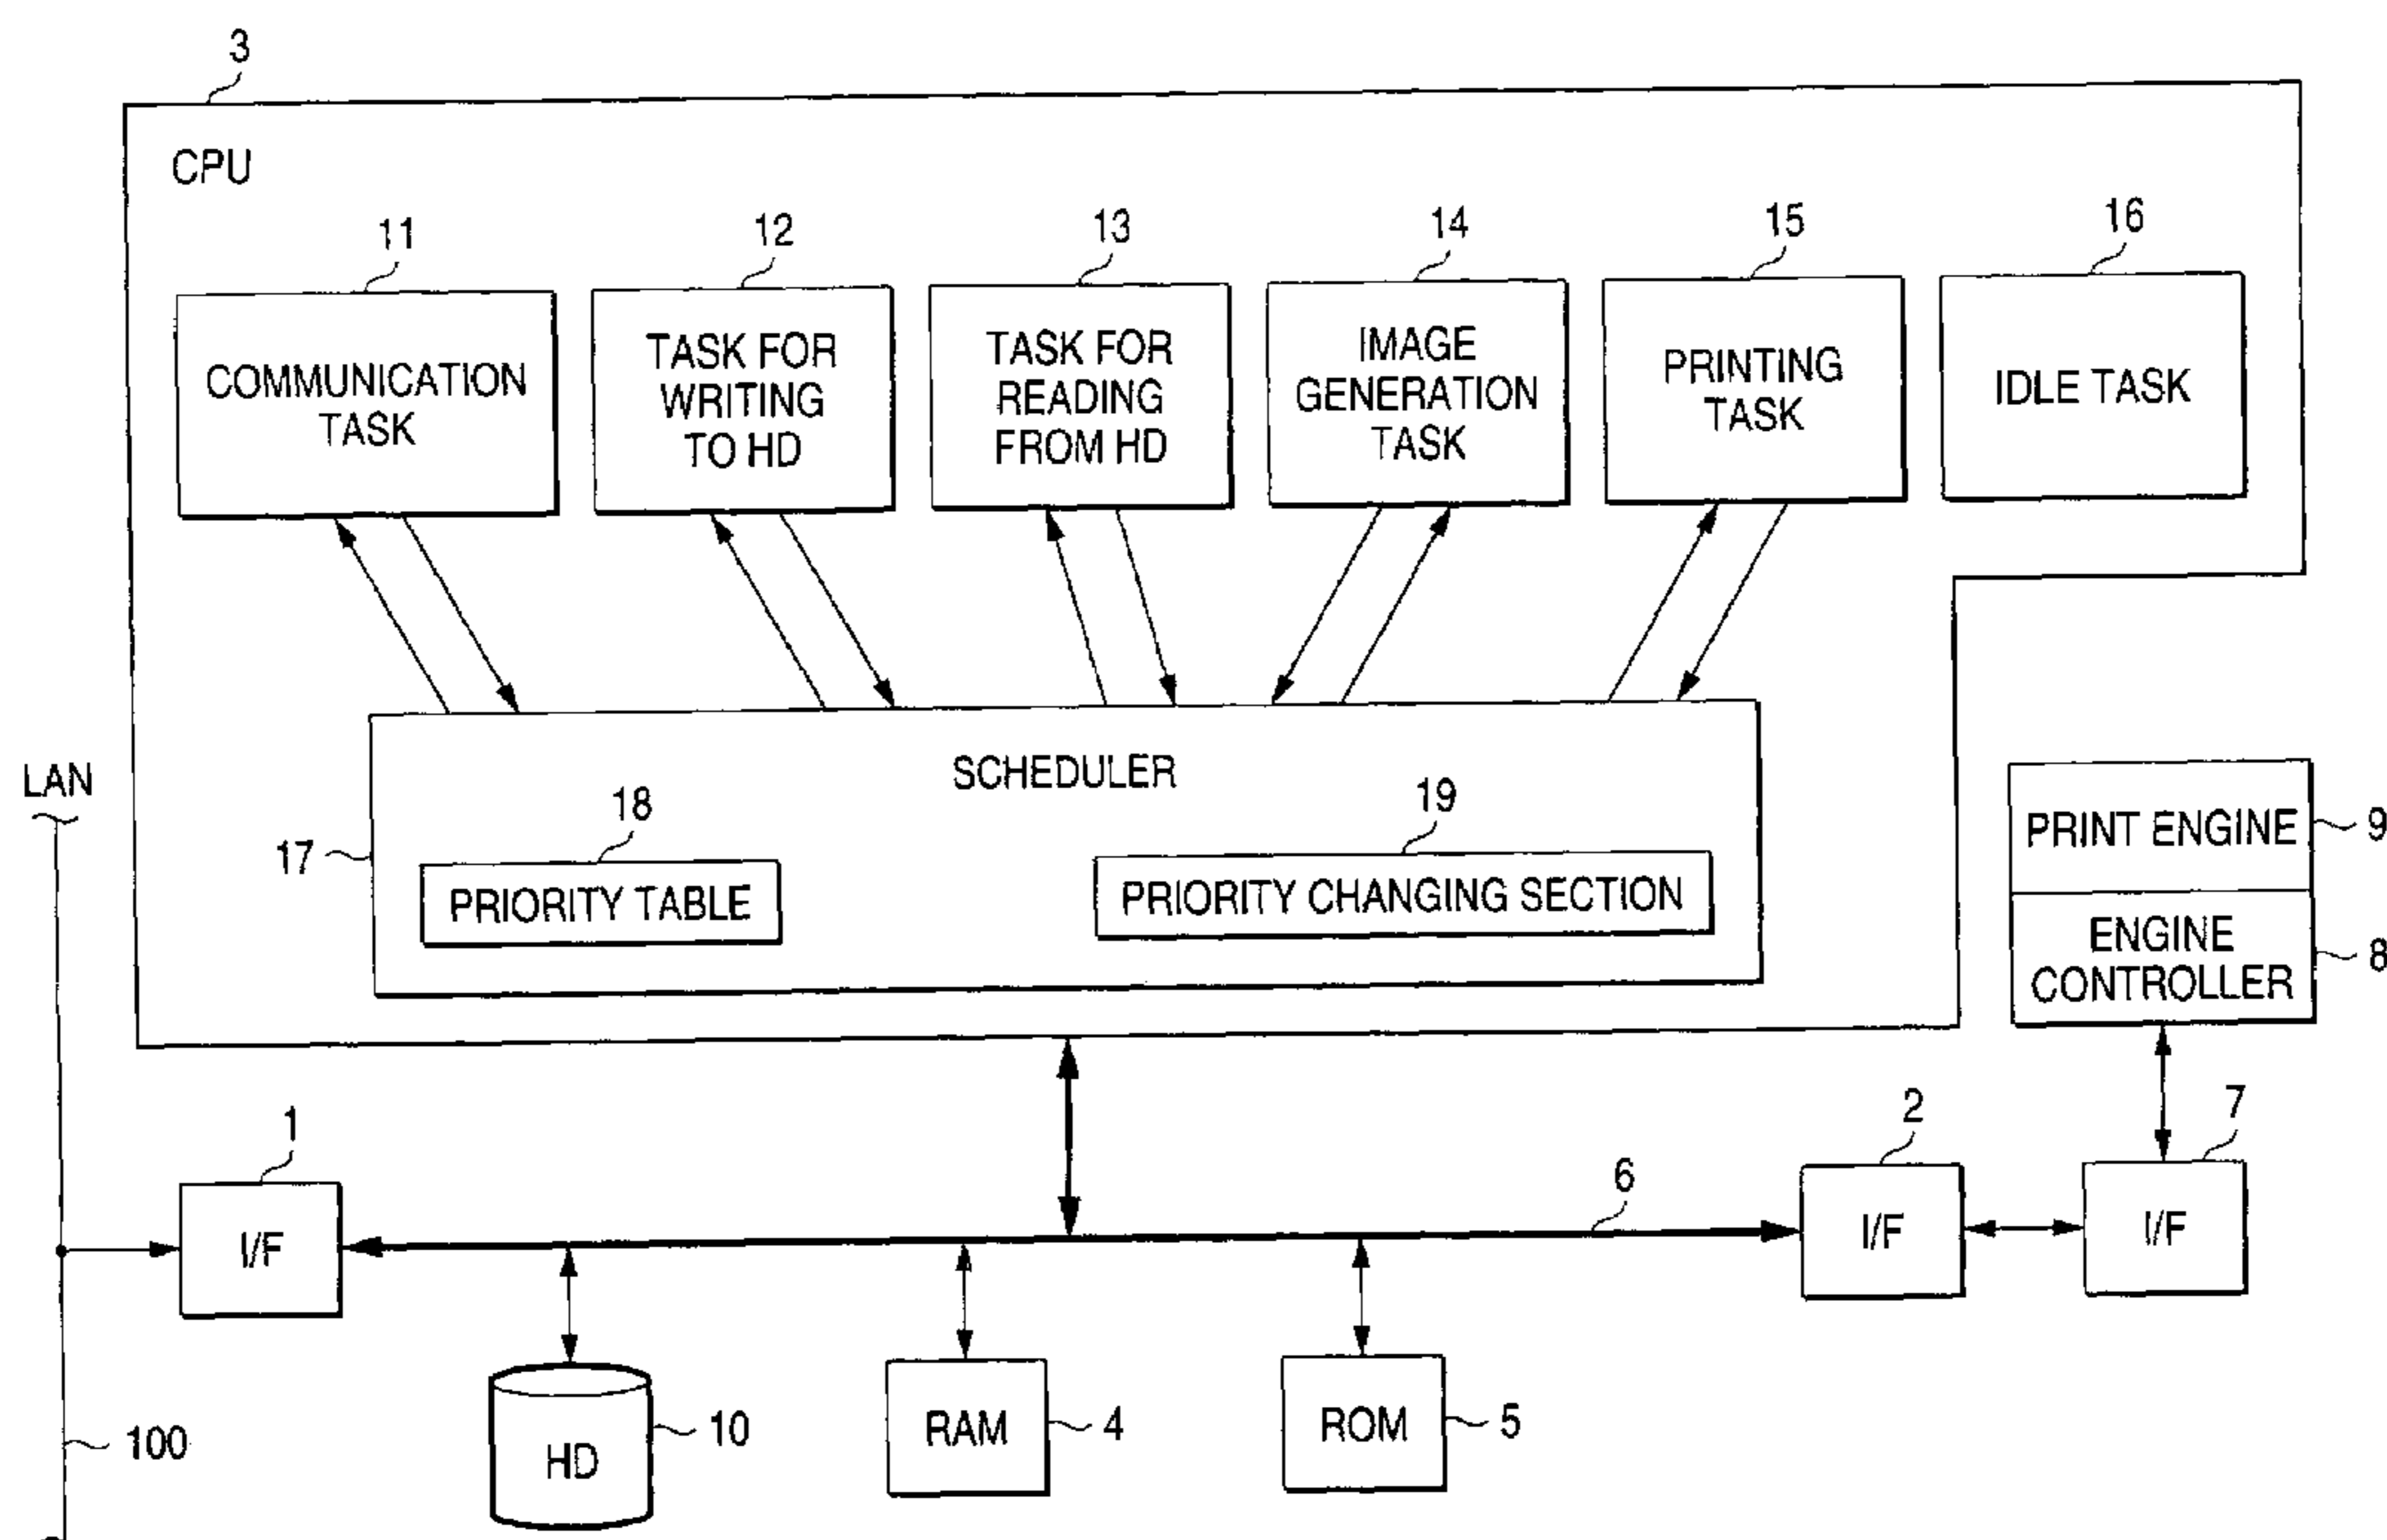 3
CPU
11
12
13
14
15
16
COMMUNICATION
TASK
TASK FOR
WRITING
TO HD
TASK FOR
READING
FROM HD
IMAGE
GENERATION
TASK
PRINTING
TASK
IDLE TASK
LAN
SCHEDULER
17
18
PRIORITY TABLE
19
PRIORITY CHANGING SECTION
PRINT ENGINE
9
ENGINE
CONTROLLER
8
1
I/F
6
2
I/F
7
I/F
100
HD
10
RAM
4
ROM
5